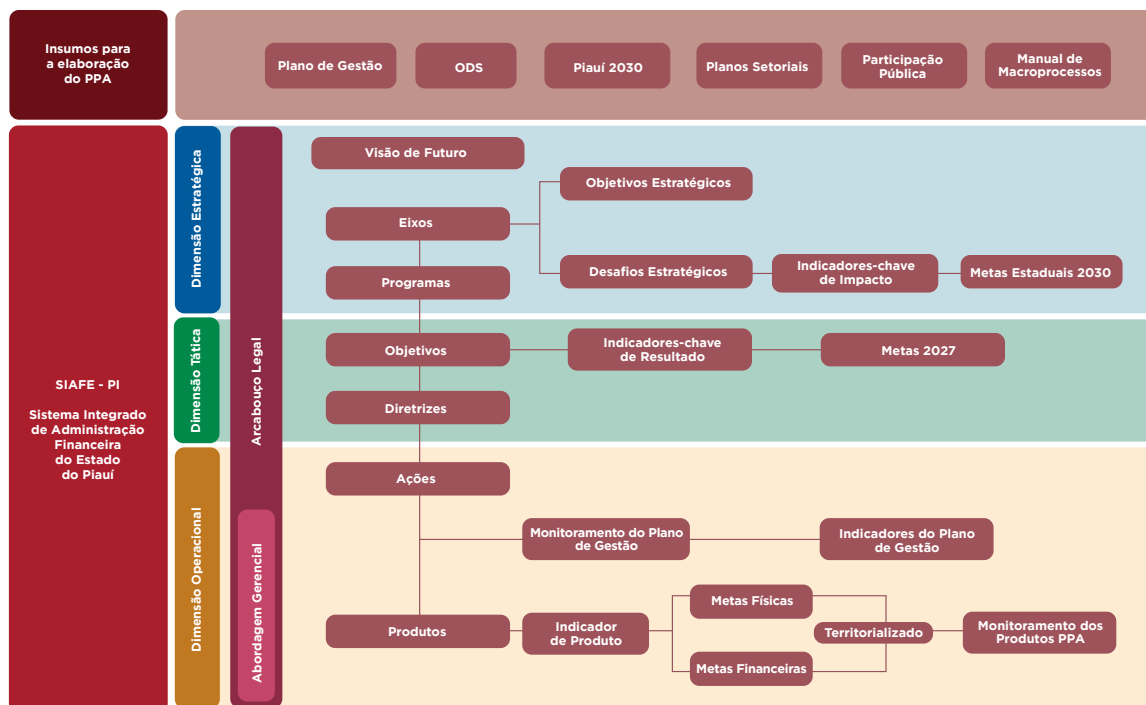 Insumos para
a elaboração
do PPA
Plano de Gestão
ODS
Piauí 2030
Planos Setoriais
Participação
Pública
Manual de
Macroprocessos
SIAFE - PI
Sistema Integrado
de Administração
Financeira
do Estado
do Piauí
Dimensão Estratégica
Dimensão Tática
Dimensão Operacional
Arcabouço Legal
Abordagem Gerencial
Visão de Futuro
Objetivos Estratégicos
Eixos
Desafios Estratégicos
Indicadores-chave
de Impacto
Metas Estaduais 2030
Programas
Objetivos
Indicadores-chave
de Resultado
Metas 2027
Diretrizes
Ações
Monitoramento do Plano
de Gestão
Indicadores do Plano
de Gestão
Produtos
Indicador
de Produto
Metas Físicas
Metas Financeiras
Territorializado
Monitoramento dos
Produtos PPA